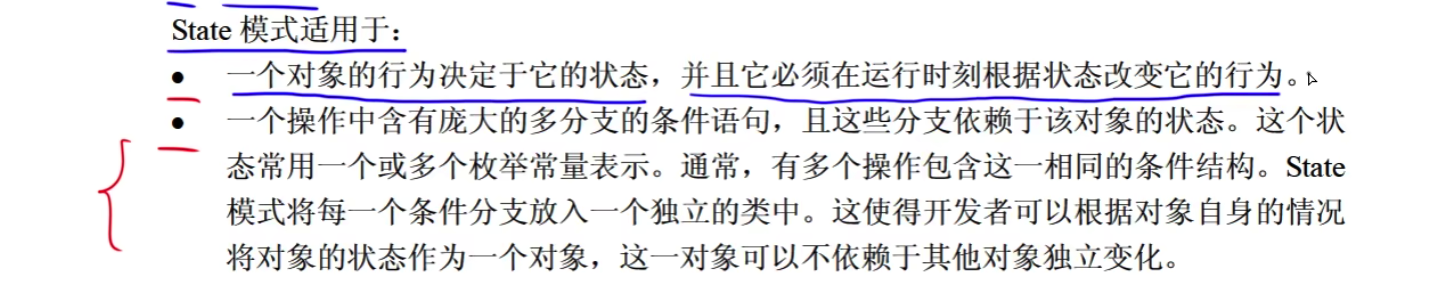 State 模式适用于：
● 一个对象的行为决定于它的状态，并且它必须在运行时刻根据状态改变它的行为。
● 一个操作中含有庞大的多分支的条件语句，且这些分支依赖于该对象的状态。这个状
态常用一个或多个枚举常量表示。通常，有多个操作包含这一相同的条件结构。State
模式将每一个条件分支放入一个独立的类中。这使得开发者可以根据对象自身的情况
将对象的状态作为一个对象，这一对象可以不依赖于其他对象独立变化。